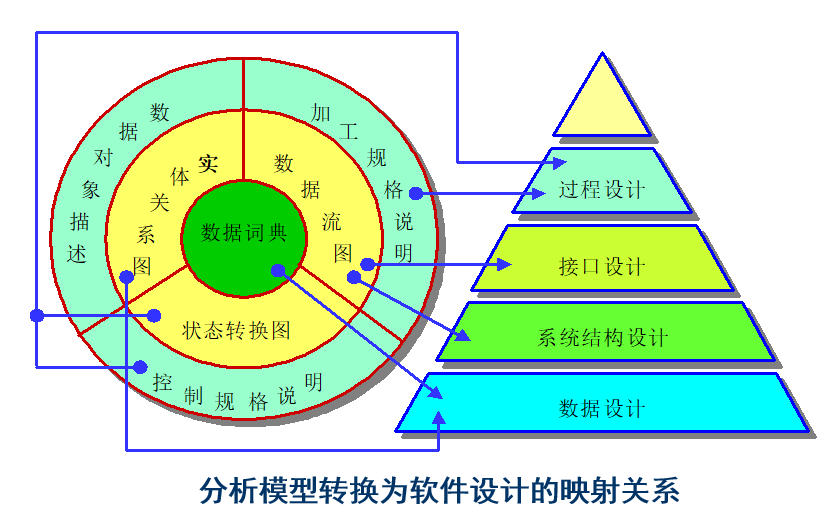 数据对象描述
加工规格说明
实体关系图
数据流图
数据词典
状态转换图
控制规格说明
过程设计
接口设计
系统结构设计
数据设计
分析模型转换为软件设计的映射关系